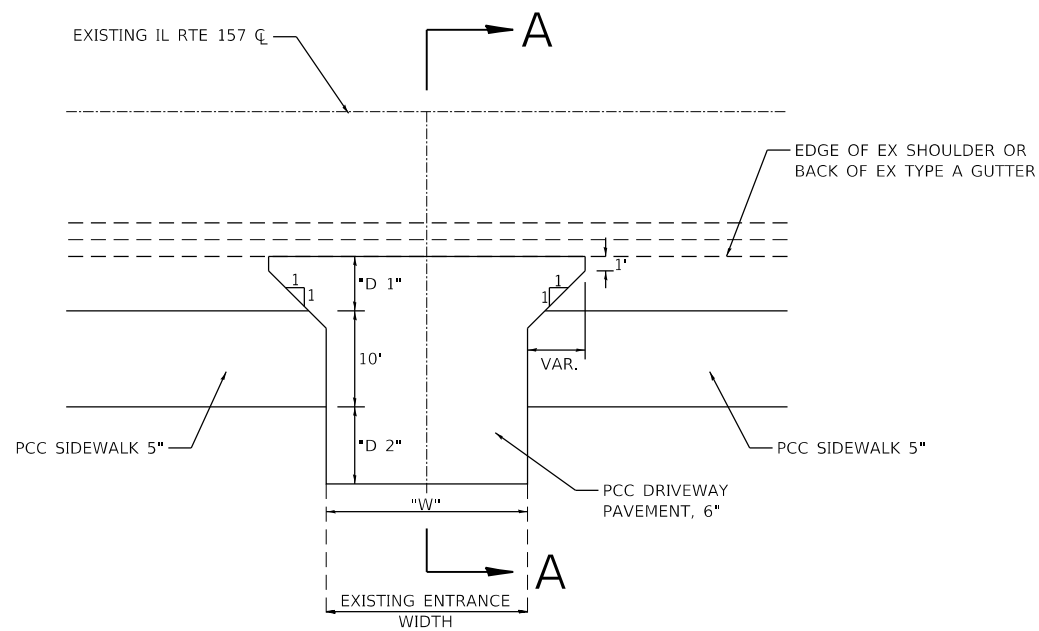 EXISTING IL RTE 157 ℄
A
EDGE OF EX SHOULDER OR
BACK OF EX TYPE A GUTTER
1'
1
1
"D 1"
1
1
10'
VAR.
PCC SIDEWALK 5"
"D 2"
PCC SIDEWALK 5"
PCC DRIVEWAY
PAVEMENT, 6"
"W"
A
EXISTING ENTRANCE
WIDTH